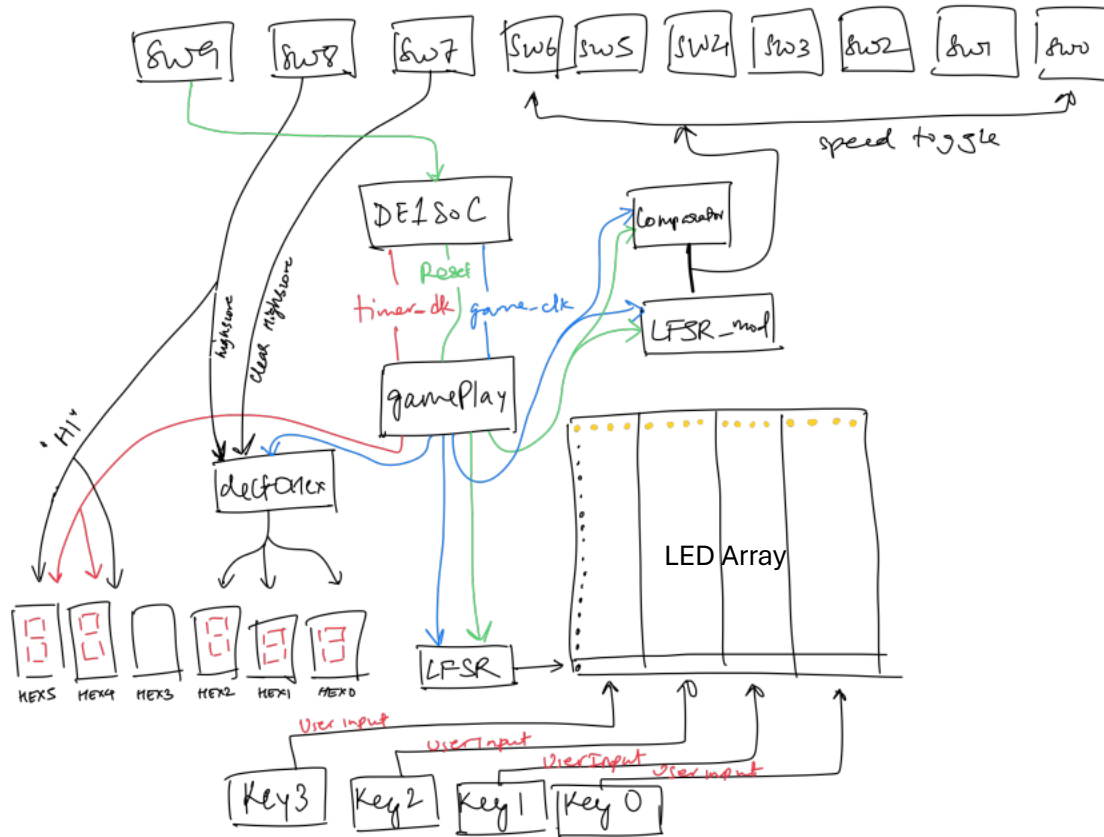 SW9 SW8 SW7 SW6 SW5 SW4 SW3 SW2 SW1 SW0
speed toggle
DE1SoC
Comparator
Reset
timer_clk game_clk
LFSR_mod
highscore
Clear Highscore
gamePlay
"HI"
dectohex
LED Array
HEX5 HEX4 HEX3 HEX2 HEX1 HEX0
LFSR
User input
User Input
User Input
User input
Key3 Key2 Key1 Key 0